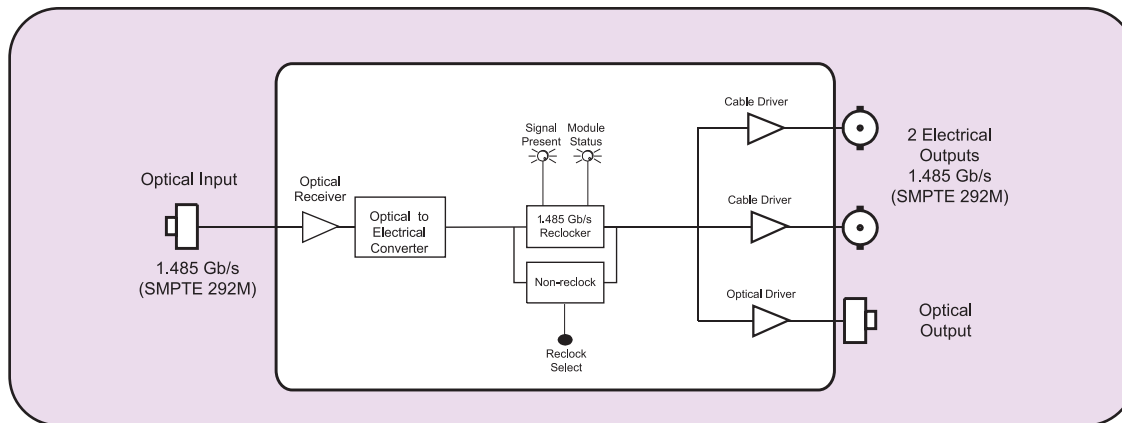 Optical Input
1.485 Gb/s
(SMPTE 292M)
Optical
Receiver
Optical to
Electrical
Converter
Signal
Present
Module
Status
1.485 Gb/s
Reclocker
Non-reclock
Reclock
Select
Cable Driver
Cable Driver
Optical Driver
2 Electrical
Outputs
1.485 Gb/s
(SMPTE 292M)
Optical
Output